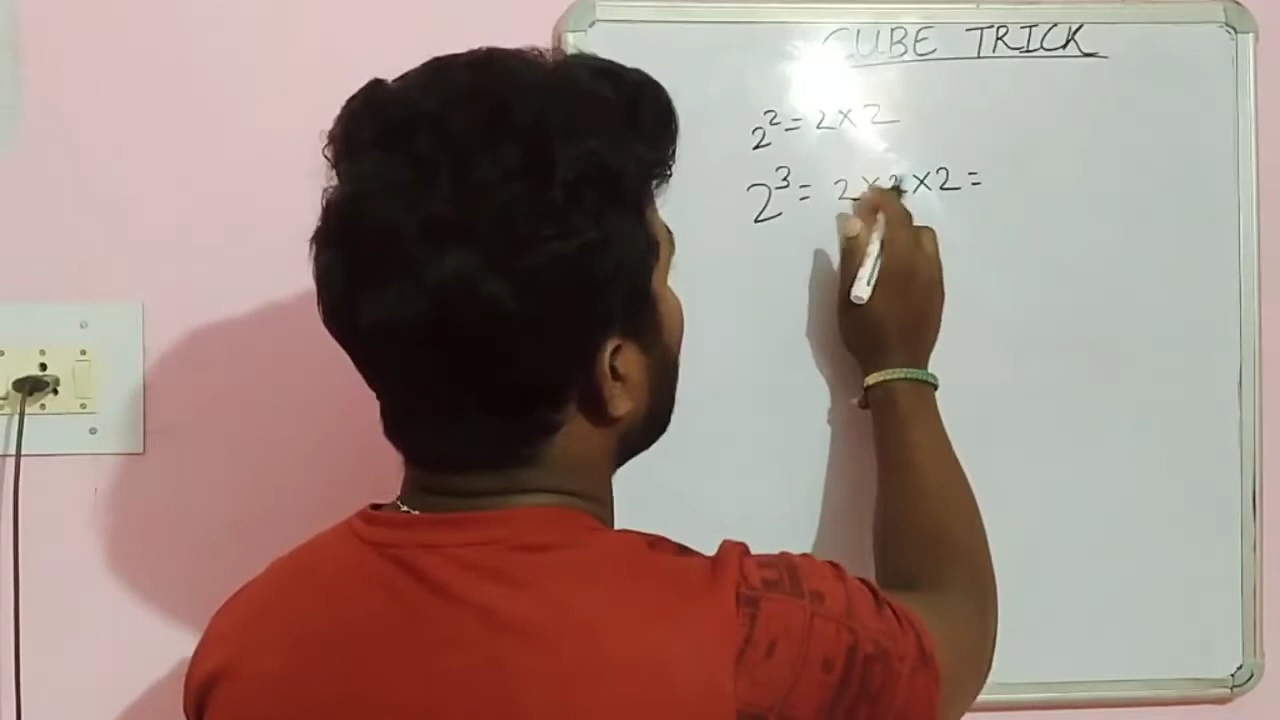 CUBE TRICK
2² = 2 x 2
2³ = 2 x 2 x 2 =